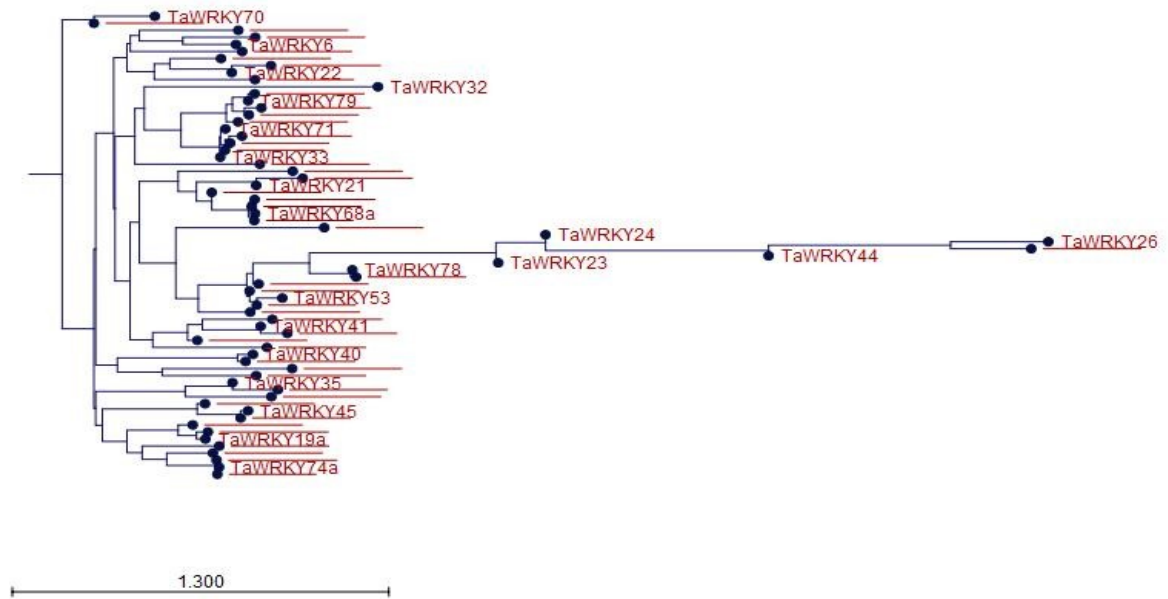 TaWRKY70
TaWRKY6
TaWRKY22
TaWRKY32
TaWRKY79
TaWRKY71
TaWRKY33
TaWRKY21
TaWRKY68a
TaWRKY24
TaWRKY26
TaWRKY44
TaWRKY23
TaWRKY78
TaWRKY53
TaWRKY41
TaWRKY40
TaWRKY35
TaWRKY45
TaWRKY19a
TaWRKY74a
1.300